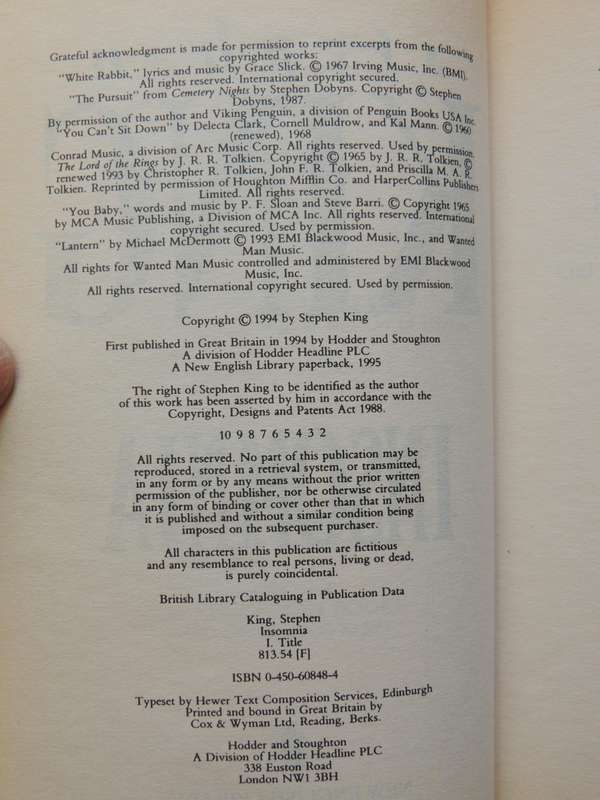 Grateful acknowledgment is made for permission to reprint excerpts from the following
copyrighted works:
"White Rabbit," lyrics and music by Grace Slick. © 1967 Irving Music, Inc. (BMI).
All rights reserved. International copyright secured.
"The Pursuit" from Cemetery Nights by Stephen Dobyns. Copyright © Stephen
Dobyns, 1987.
By permission of the author and Viking Penguin, a division of Penguin Books USA Inc.
"You Can't Sit Down" by Delecta Clark, Cornell Muldrow, and Kal Mann. © 1960
(renewed), 1968
Conrad Music, a division of Arc Music Corp. All rights reserved. Used by permission.
The Lord of the Rings by J. R. R. Tolkien. Copyright © 1965 by J. R. R. Tolkien, ©
renewed 1993 by Christopher R. Tolkien, John F. R. Tolkien, and Priscilla M. A. R.
Tolkien. Reprinted by permission of Houghton Mifflin Co. and HarperCollins Publishers
Limited. All rights reserved.
"You Baby," words and music by P. F. Sloan and Steve Barri. © Copyright 1965
by MCA Music Publishing, a Division of MCA Inc. All rights reserved. International
copyright secured. Used by permission.
"Lantern" by Michael McDermott © 1993 EMI Blackwood Music, Inc., and Wanted
Man Music.
All rights for Wanted Man Music controlled and administered by EMI Blackwood
Music, Inc.
All rights reserved. International copyright secured. Used by permission.
Copyright © 1994 by Stephen King
First published in Great Britain in 1994 by Hodder and Stoughton
A division of Hodder Headline PLC
A New English Library paperback, 1995
The right of Stephen King to be identified as the author
of this work has been asserted by him in accordance with the
Copyright, Designs and Patents Act 1988.
10 9 8 7 6 5 4 3 2
All rights reserved. No part of this publication may be
reproduced, stored in a retrieval system, or transmitted,
in any form or by any means without the prior written
permission of the publisher, nor be otherwise circulated
in any form of binding or cover other than that in which
it is published and without a similar condition being
imposed on the subsequent purchaser.
All characters in this publication are fictitious
and any resemblance to real persons, living or dead,
is purely coincidental.
British Library Cataloguing in Publication Data
King, Stephen
Insomnia
I. Title
813.54 [F]
ISBN 0-450-60848-4
Typeset by Hewer Text Composition Services, Edinburgh
Printed and bound in Great Britain by
Cox & Wyman Ltd, Reading, Berks.
Hodder and Stoughton
A Division of Hodder Headline PLC
338 Euston Road
London NW1 3BH